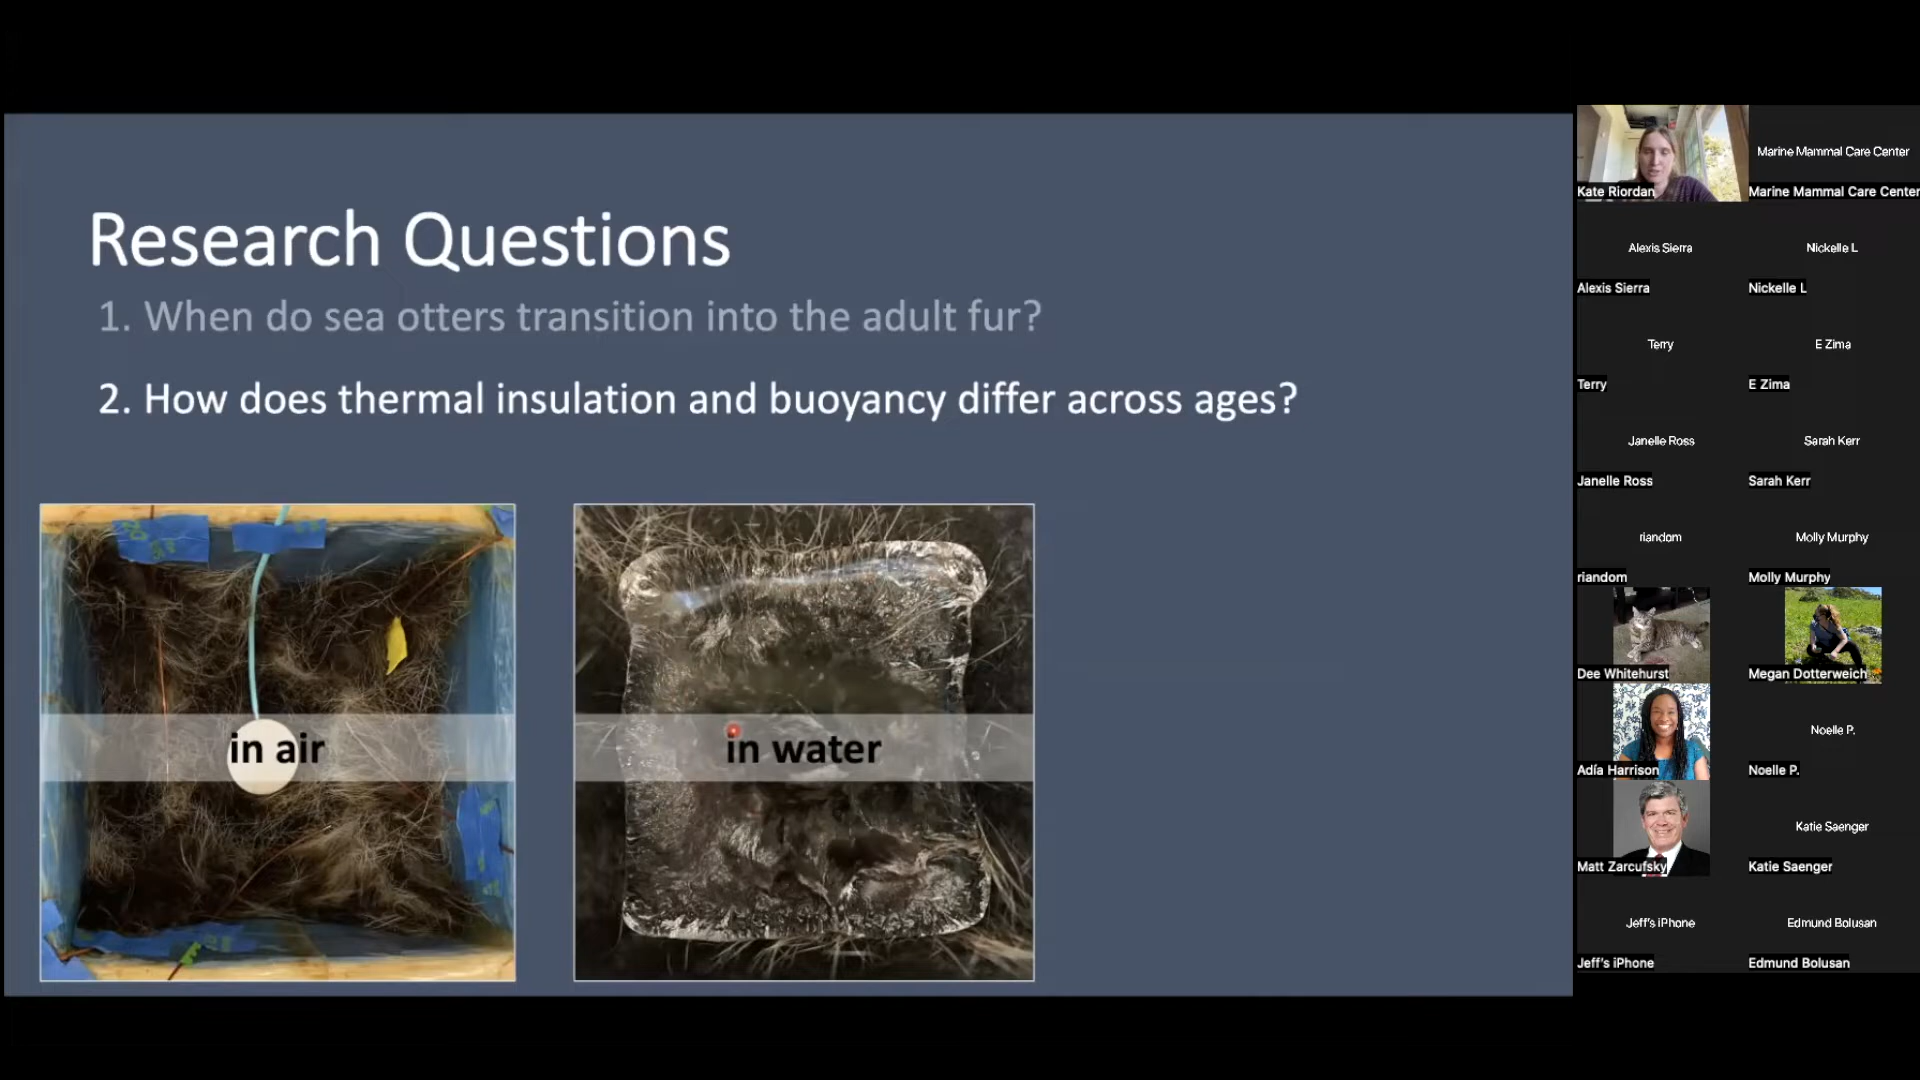 Research Questions
1. When do sea otters transition into the adult fur?
2. How does thermal insulation and buoyancy differ across ages?
in air
in water
Kate Riordan
Marine Mammal Care Center
Marine Mammal Care Center
Alexis Sierra
Alexis Sierra
Nickelle L
Nickelle L
Terry
Terry
E Zima
E Zima
Janelle Ross
Janelle Ross
Sarah Kerr
Sarah Kerr
riandom
riandom
Molly Murphy
Molly Murphy
Dee Whitehurst
Megan Dotterweich
Adía Harrison
Noelle P.
Noelle P.
Matt Zarcufsky
Katie Saenger
Katie Saenger
Jeff's iPhone
Jeff's iPhone
Edmund Bolusan
Edmund Bolusan